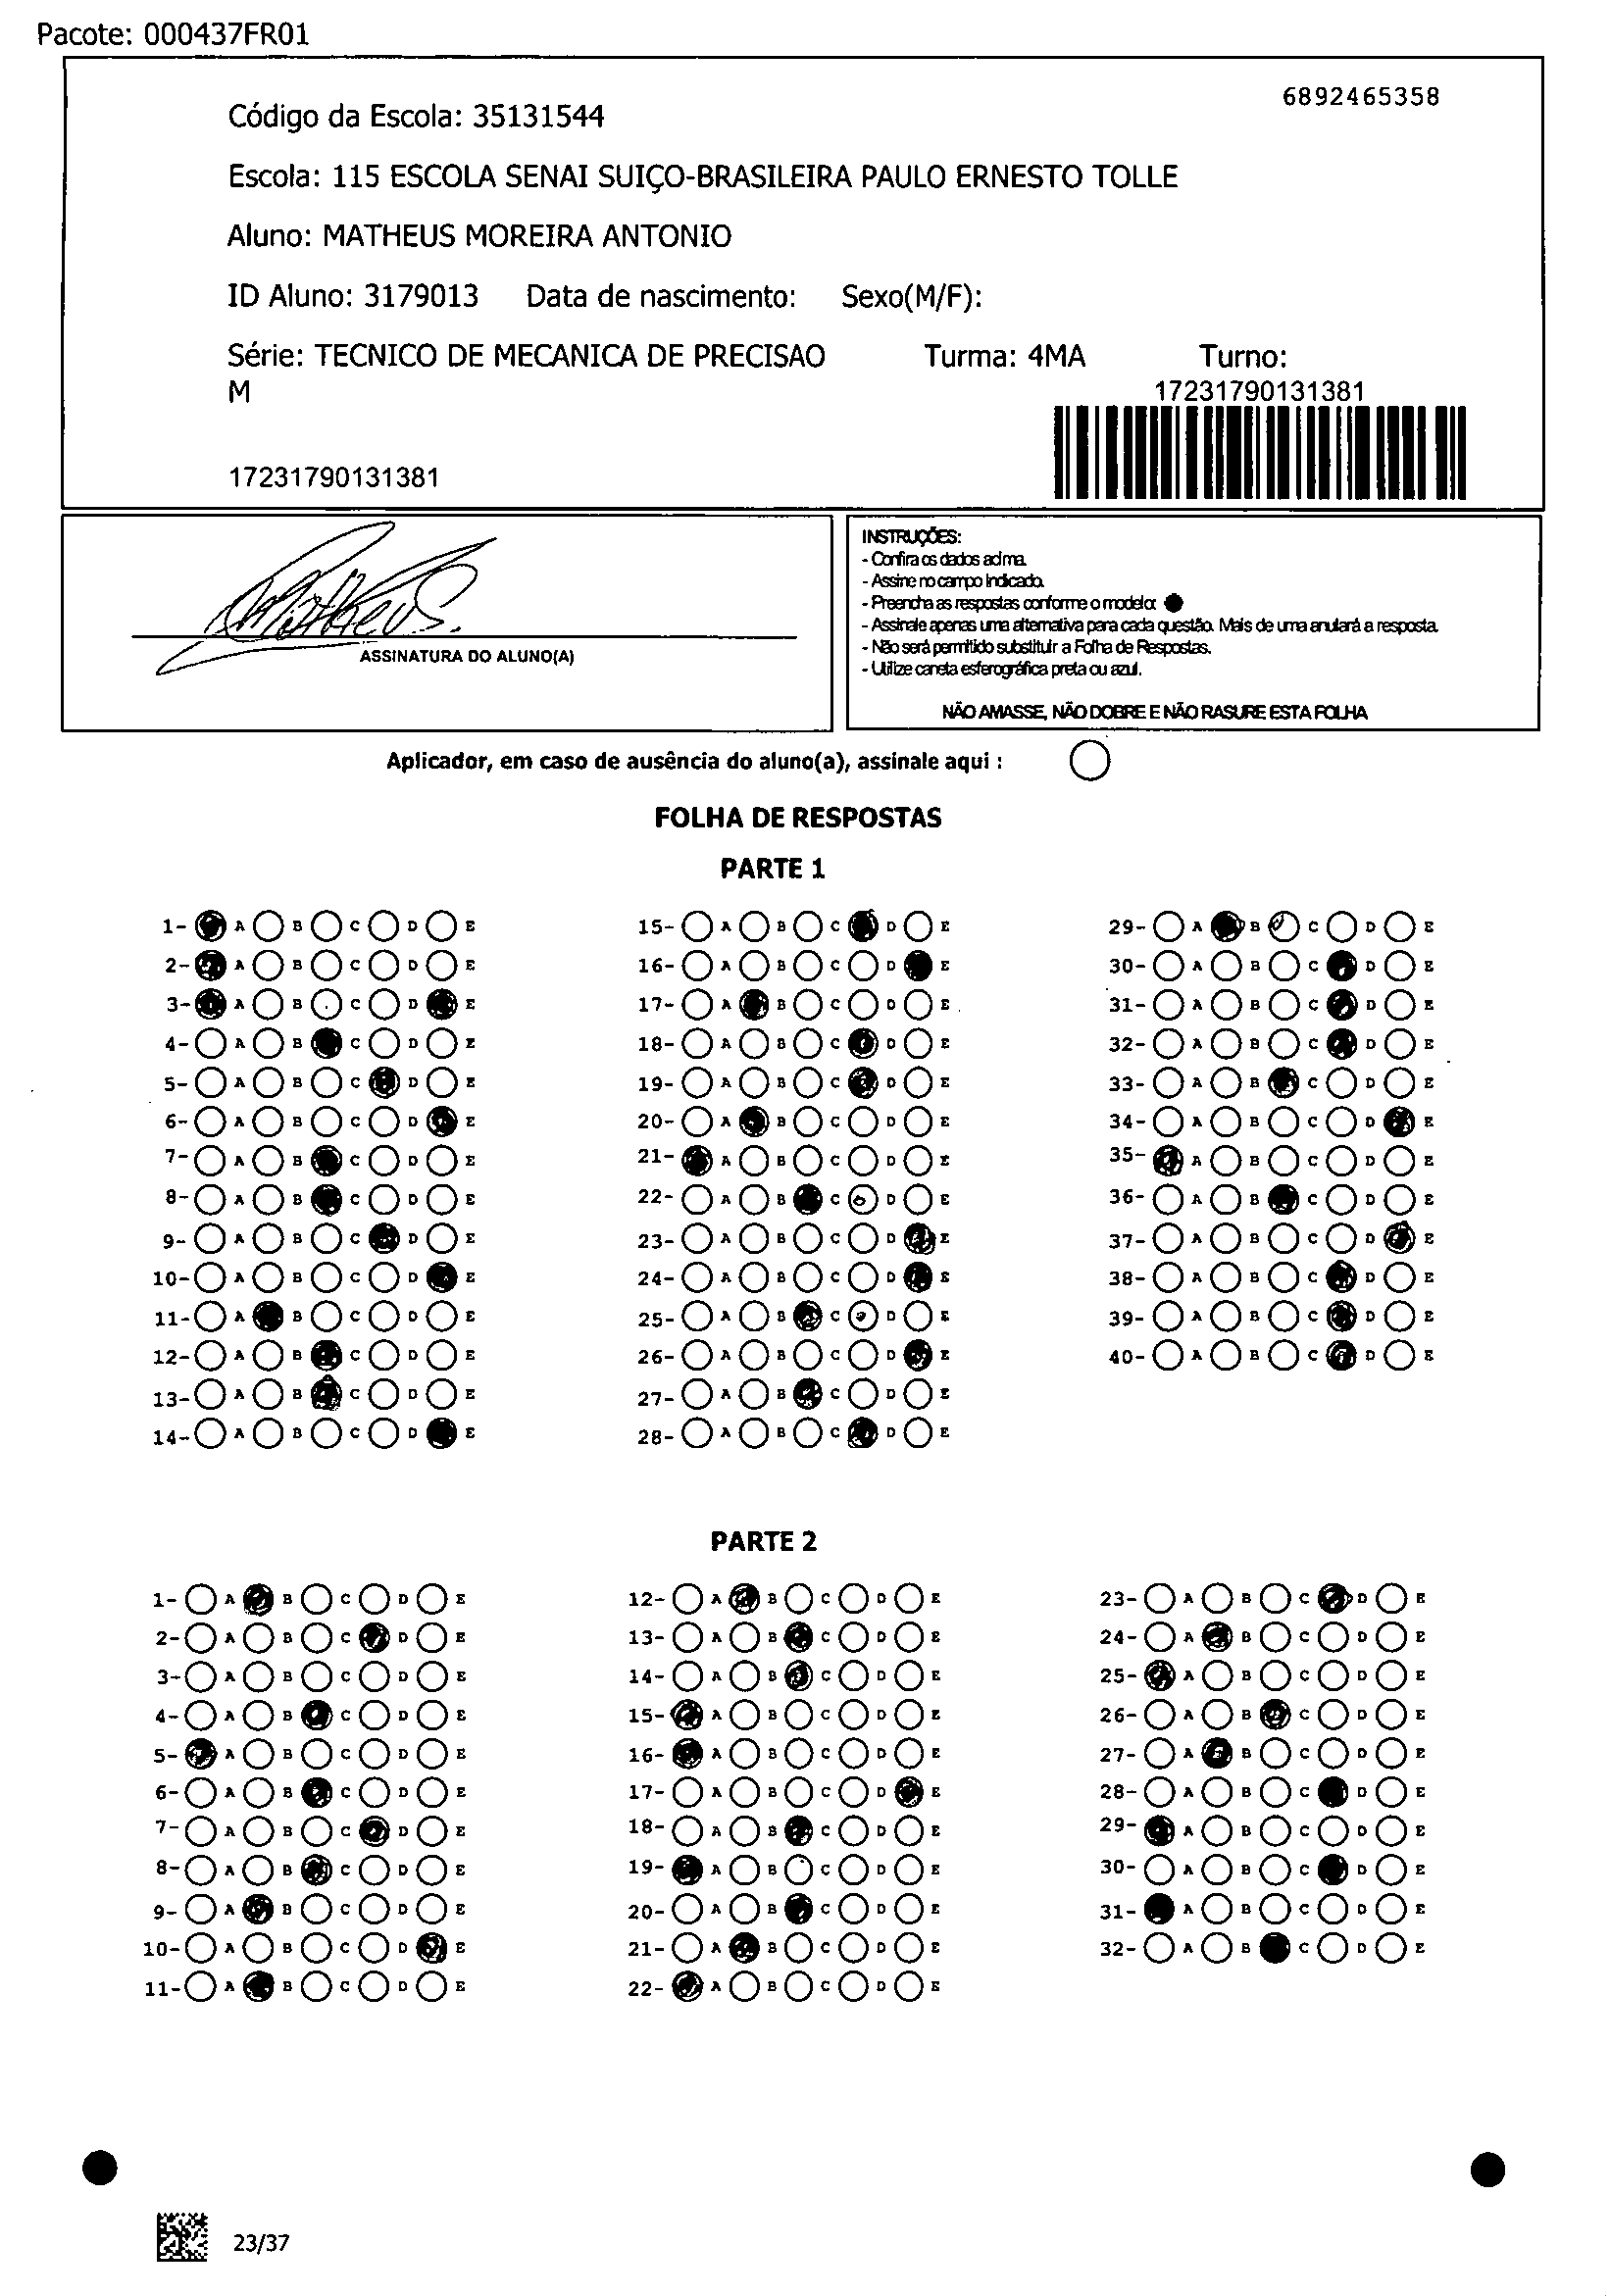 Pacote: 000437FR01
6892465358
Código da Escola: 35131544
Escola: 115 ESCOLA SENAI SUIÇO-BRASILEIRA PAULO ERNESTO TOLLE
Aluno: MATHEUS MOREIRA ANTONIO
ID Aluno: 3179013 Data de nascimento: Sexo(M/F):
Série: TECNICO DE MECANICA DE PRECISAO Turma: 4MA Turno:
M
17231790131381
17231790131381
Matheus
ASSINATURA DO ALUNO(A)
INSTRUÇÕES:
- Confira os dados acima.
- Assine no campo indicado.
- Preencha as respostas conforme o modelo:
- Assinale apenas uma alternativa para cada questão. Mais de uma anulará a resposta.
- Não será permitido substituir a Folha de Respostas.
- Utilize caneta esferográfica preta ou azul.
NÃO AMASSE, NÃO DOBRE E NÃO RASURE ESTA FOLHA
Aplicador, em caso de ausência do aluno(a), assinale aqui :
FOLHA DE RESPOSTAS
PARTE 1
1- A B C D E 15- A B C D E 29- A B C D E
2- A B C D E 16- A B C D E 30- A B C D E
3- A B C D E 17- A B C D E 31- A B C D E
4- A B C D E 18- A B C D E 32- A B C D E
5- A B C D E 19- A B C D E 33- A B C D E
6- A B C D E 20- A B C D E 34- A B C D E
7- A B C D E 21- A B C D E 35- A B C D E
8- A B C D E 22- A B C D E 36- A B C D E
9- A B C D E 23- A B C D E 37- A B C D E
10- A B C D E 24- A B C D E 38- A B C D E
11- A B C D E 25- A B C D E 39- A B C D E
12- A B C D E 26- A B C D E 40- A B C D E
13- A B C D E 27- A B C D E
14- A B C D E 28- A B C D E
PARTE 2
1- A B C D E 12- A B C D E 23- A B C D E
2- A B C D E 13- A B C D E 24- A B C D E
3- A B C D E 14- A B C D E 25- A B C D E
4- A B C D E 15- A B C D E 26- A B C D E
5- A B C D E 16- A B C D E 27- A B C D E
6- A B C D E 17- A B C D E 28- A B C D E
7- A B C D E 18- A B C D E 29- A B C D E
8- A B C D E 19- A B C D E 30- A B C D E
9- A B C D E 20- A B C D E 31- A B C D E
10- A B C D E 21- A B C D E 32- A B C D E
11- A B C D E 22- A B C D E
23/37